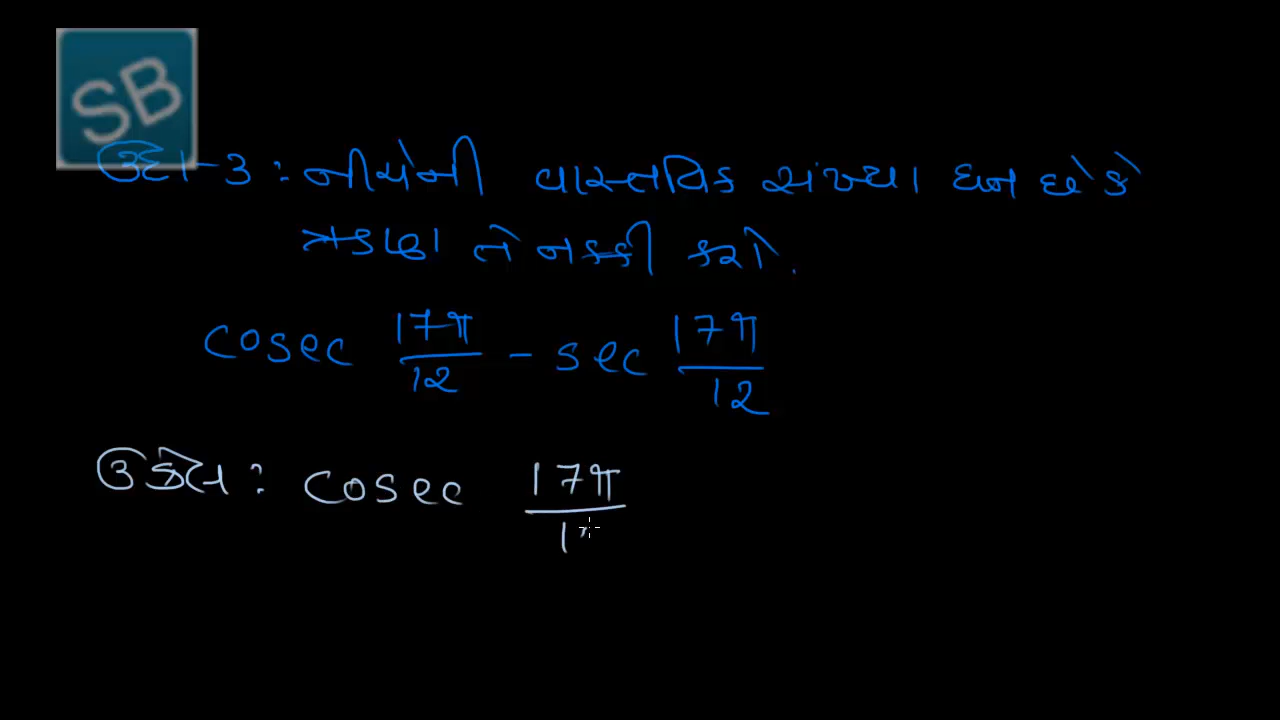 SB
ઉદા-3: નીચેની વાસ્તવિક સંખ્યા ધન છે કે
ઋણ તે નક્કી કરો.
cosec 17π/12 - sec 17π/12
ઉકેલ: cosec 17π/1